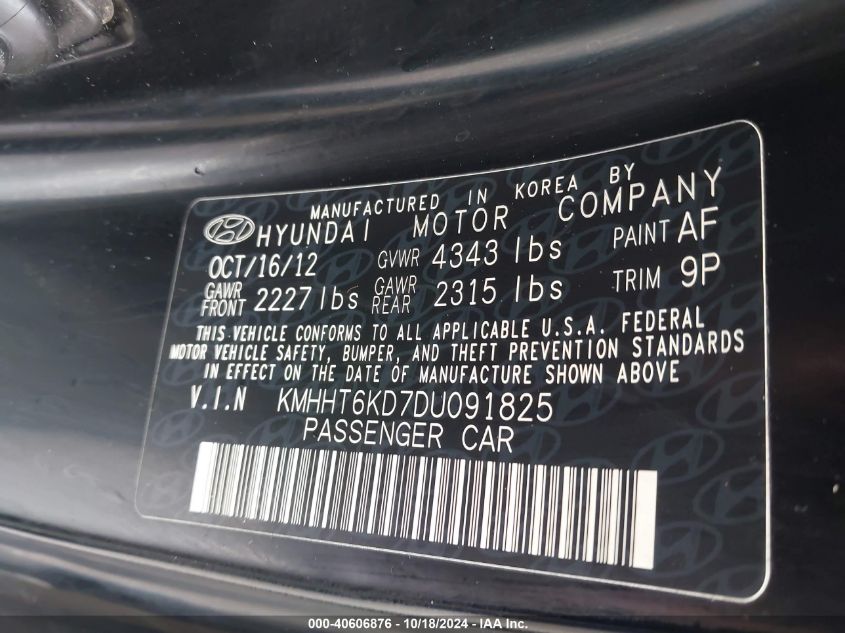 MANUFACTURED IN KOREA BY
HYUNDAI MOTOR COMPANY
OCT/16/12 GVWR 4343 lbs PAINT AF
GAWR FRONT 2227 lbs GAWR REAR 2315 lbs TRIM 9P
THIS VEHICLE CONFORMS TO ALL APPLICABLE U.S.A. FEDERAL
MOTOR VEHICLE SAFETY, BUMPER, AND THEFT PREVENTION STANDARDS
IN EFFECT ON THE DATE OF MANUFACTURE SHOWN ABOVE
V.I.N KMHHT6KD7DU091825
PASSENGER CAR
000-40606876 - 10/18/2024 - IAA Inc.